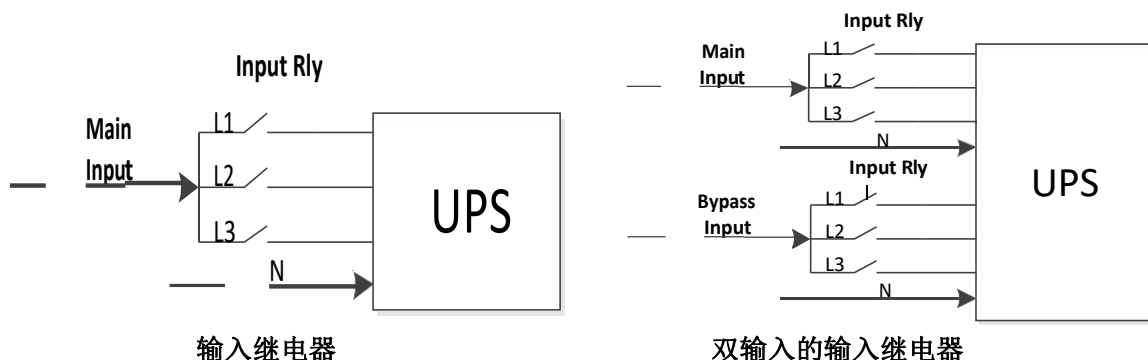 Input Rly
Main
Input
L1
L2
L3
N
UPS
输入继电器
Input Rly
Main
Input
L1
L2
L3
N
Input Rly
Bypass
Input
L1
L2
L3
N
UPS
双输入的输入继电器